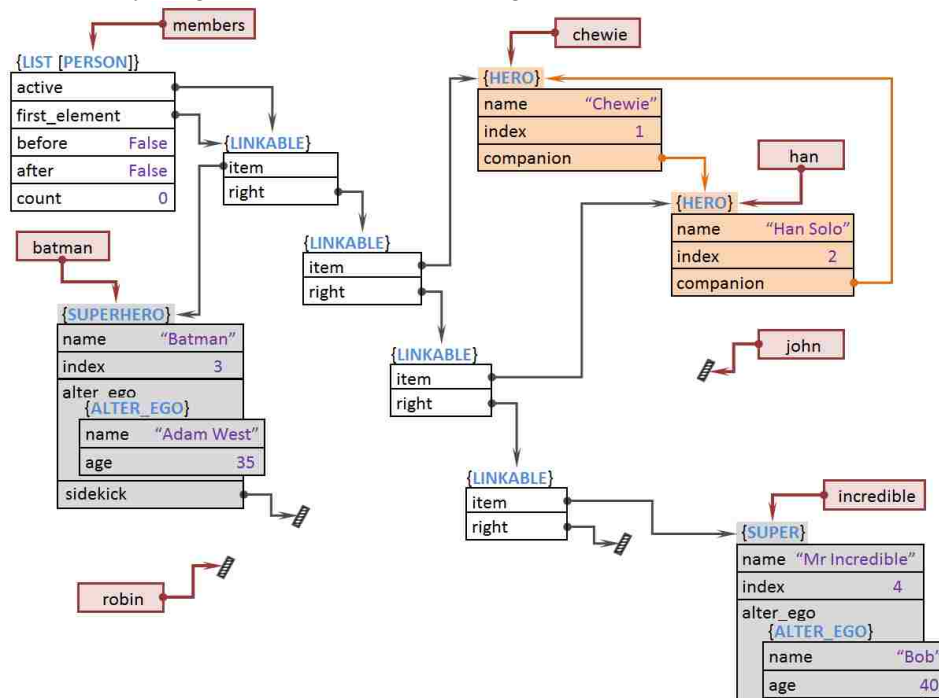 members
{LIST [PERSON]}
active
first_element
before False
after False
count 0
chewie
{HERO}
name “Chewie”
index 1
companion
han
{HERO}
name “Han Solo”
index 2
companion
{LINKABLE}
item
right
{LINKABLE}
item
right
batman
{SUPERHERO}
name “Batman”
index 3
alter_ego
{ALTER_EGO}
name “Adam West”
age 35
sidekick
{LINKABLE}
item
right
john
{LINKABLE}
item
right
robin
incredible
{SUPER}
name “Mr Incredible”
index 4
alter_ego
{ALTER_EGO}
name “Bob”
age 40